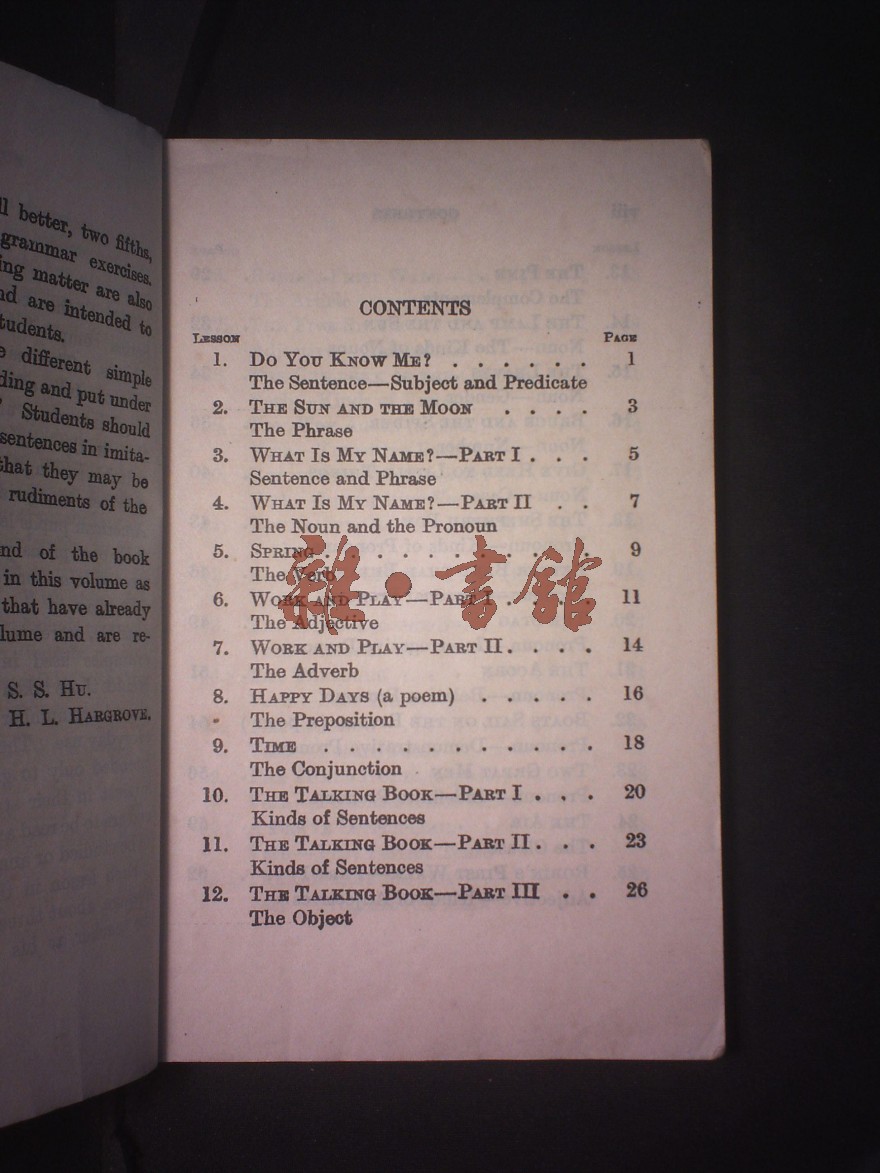 ll better, two fifths,
grammar exercises.
ing matter are also
nd are intended to
tudents.
e different simple
ding and put under
Students should
sentences in imita-
that they may be
rudiments of the
nd of the book
in this volume as
that have already
lume and are re-
S. S. HU.
H. L. HARGROVE.
CONTENTS
LESSON PAGE
1. DO YOU KNOW ME? . . . . . . 1
The Sentence—Subject and Predicate
2. THE SUN AND THE MOON . . . . 3
The Phrase
3. WHAT IS MY NAME?—PART I . . . 5
Sentence and Phrase
4. WHAT IS MY NAME?—PART II . . 7
The Noun and the Pronoun
5. SPRING . . . . . . . . . . . 9
The Verb
6. WORK AND PLAY—PART I . . . . 11
The Adjective
7. WORK AND PLAY—PART II . . . . 14
The Adverb
8. HAPPY DAYS (a poem) . . . . . 16
The Preposition
9. TIME . . . . . . . . . . . 18
The Conjunction
10. THE TALKING BOOK—PART I . . . 20
Kinds of Sentences
11. THE TALKING BOOK—PART II . . . 23
Kinds of Sentences
12. THE TALKING BOOK—PART III . . 26
The Object
雜·書館